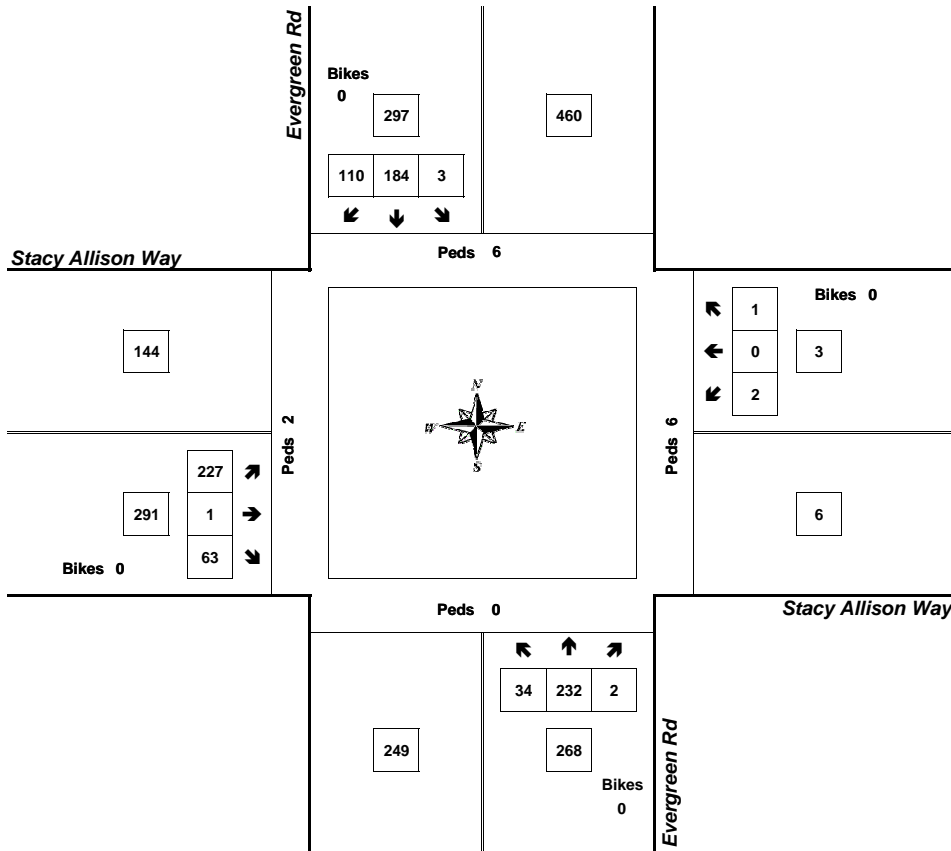 Evergreen Rd
Bikes
0
297
460
110 184 3
Peds 6
Stacy Allison Way
1
Bikes 0
144
0
3
2
N
W E
S
Peds 2
Peds 6
227
291
1
6
63
Bikes 0
Peds 0
Stacy Allison Way
34 232 2
249
268
Bikes
0
Evergreen Rd